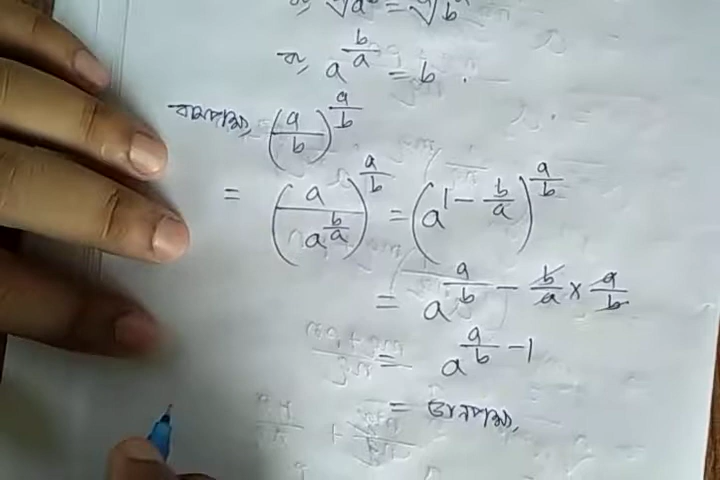 বা, a^{b/a} = b .
বামপক্ষ, (a/b)^{a/b}
= (a/a^{b/a})^{a/b} = (a^{1 - b/a})^{a/b}
= a^{a/b - b/a × a/b}
= a^{a/b - 1}
= ডানপক্ষ,